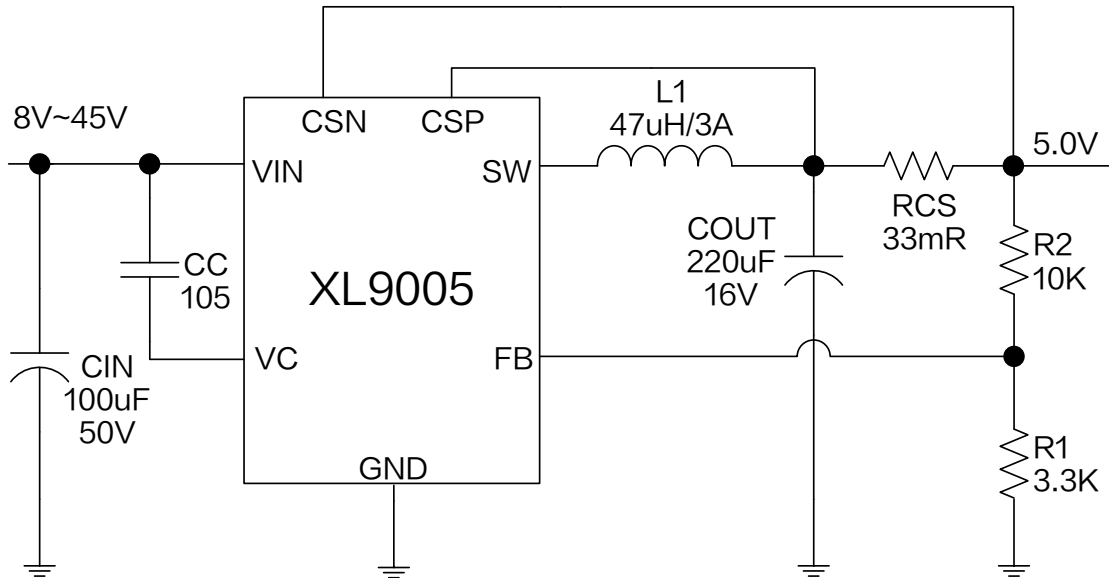 8V~45V
CSN
CSP
L1
47uH/3A
5.0V
VIN
SW
RCS
33mR
CC
105
XL9005
COUT
220uF
16V
R2
10K
VC
FB
CIN
100uF
50V
GND
R1
3.3K